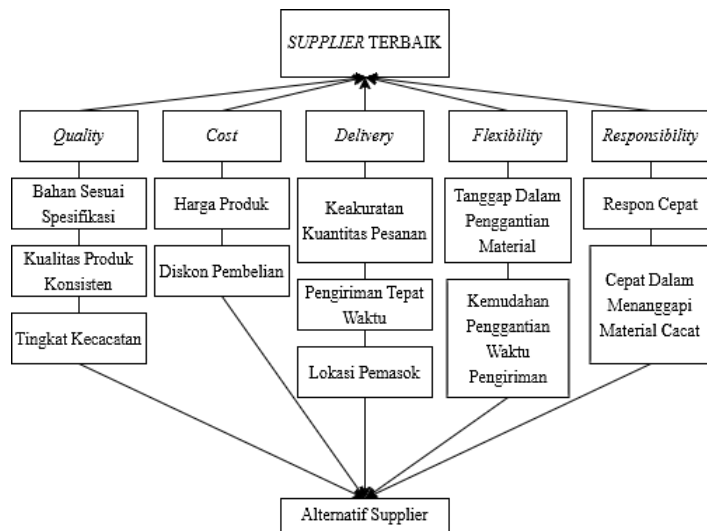 SUPPLIER TERBAIK
Quality
Cost
Delivery
Flexibility
Responsibility
Bahan Sesuai
Spesifikasi
Kualitas Produk
Konsisten
Tingkat Kecacatan
Harga Produk
Diskon Pembelian
Keakuratan
Kuantitas Pesanan
Pengiriman Tepat
Waktu
Lokasi Pemasok
Tanggap Dalam
Penggantian
Material
Kemudahan
Penggantian
Waktu
Pengiriman
Respon Cepat
Cepat Dalam
Menanggapi
Material Cacat
Alternatif Supplier